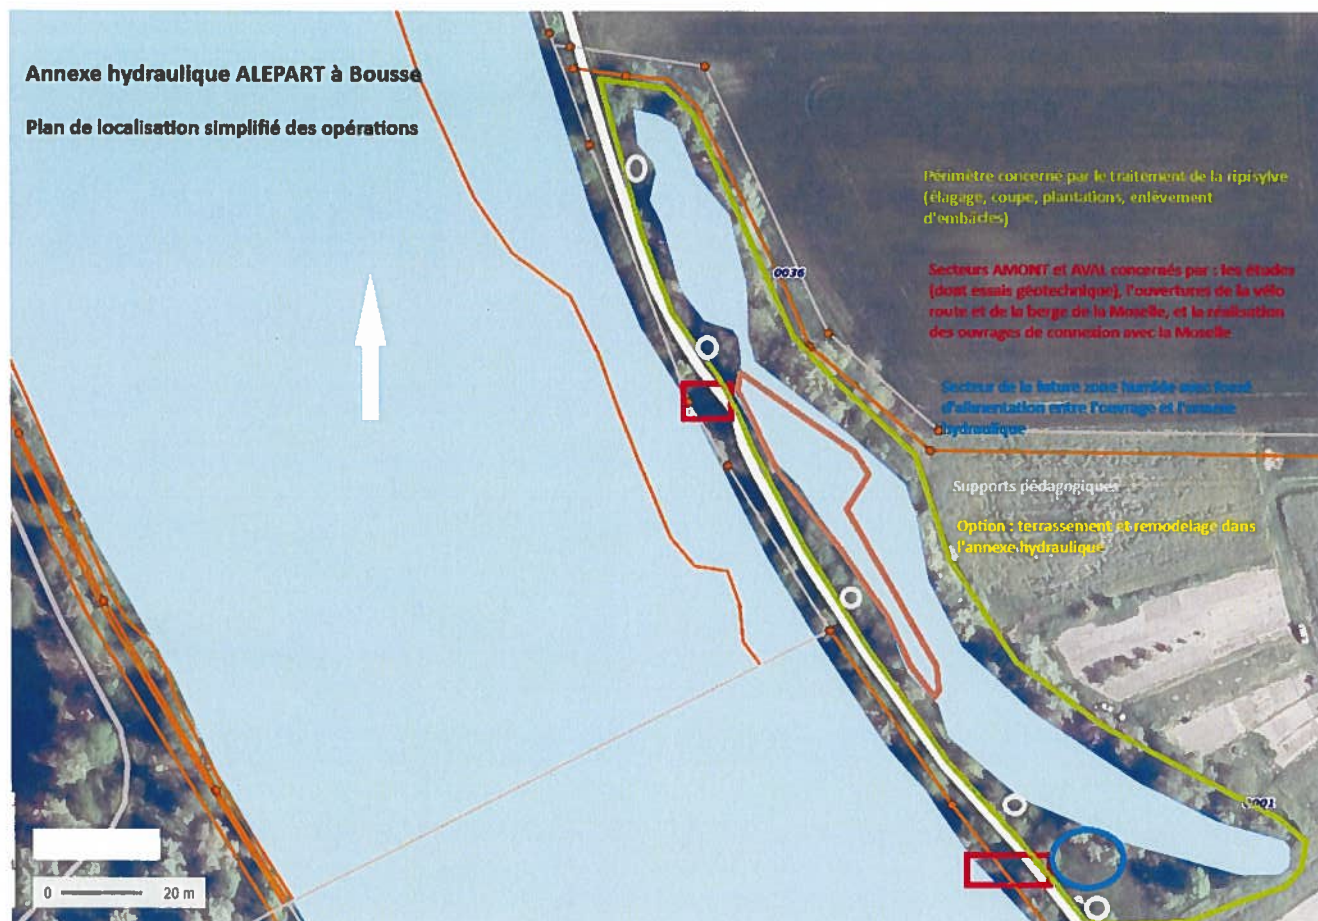 Annexe hydraulique ALEPART à Bousse
Plan de localisation simplifié des opérations
Périmètre concerné par le traitement de la ripisylve
(élagage, coupe, plantations, enlèvement
d'embâcles)
0036
Secteurs AMONT et AVAL concernés par : les études
(dont essais géotechnique), l'ouvertures de la vélo
route et de la berge de la Moselle, et la réalisation
des ouvrages de connexion avec la Moselle
Secteur de la future zone humide avec fossé
d'alimentation entre l'ouvrage et l'annexe
hydraulique
Supports pédagogiques
Option : terrassement et remodelage dans
l'annexe hydraulique
0001
0 20 m